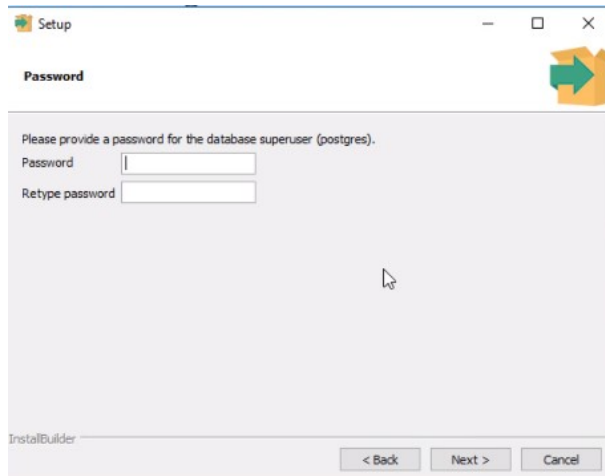 Setup
Password
Please provide a password for the database superuser (postgres).
Password
Retype password
InstallBuilder
< Back Next > Cancel